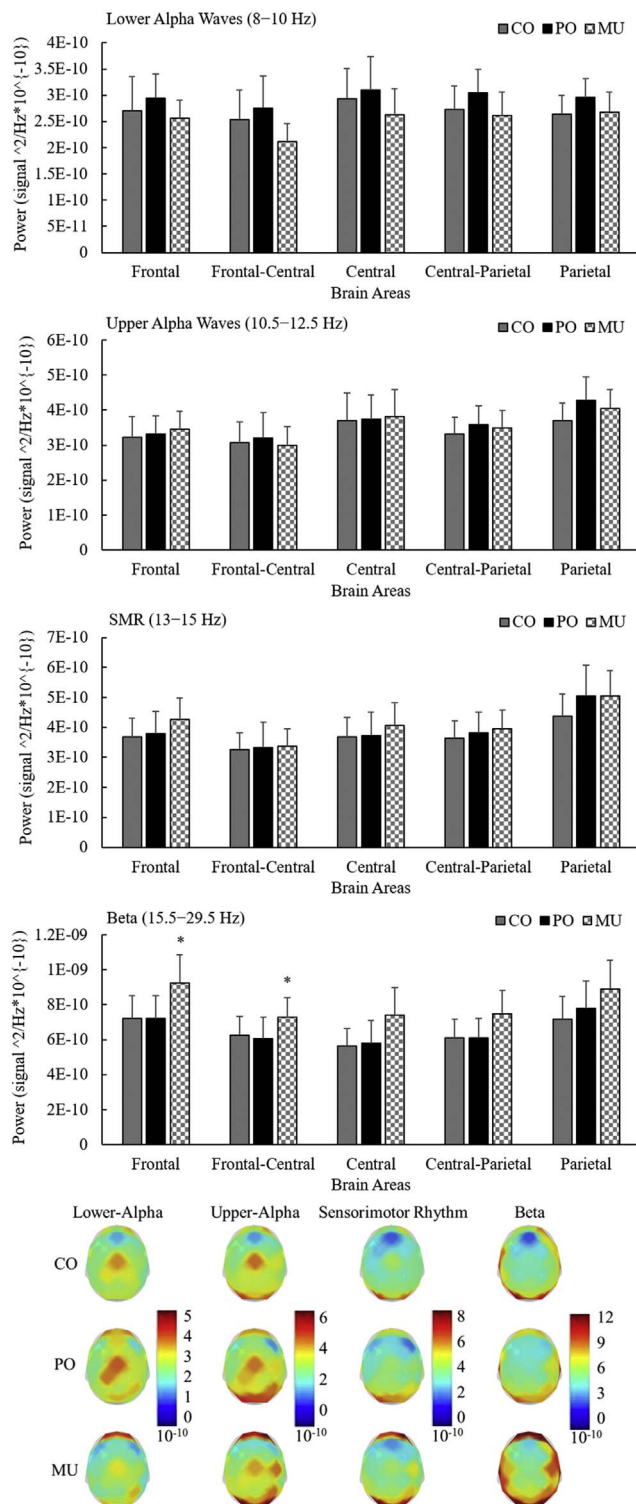 Lower Alpha Waves (8−10 Hz)
CO PO MU
Power (signal ^2/Hz*10^{-10})
4E-10
3.5E-10
3E-10
2.5E-10
2E-10
1.5E-10
1E-10
5E-11
0
Frontal Frontal-Central Central Central-Parietal Parietal
Brain Areas
Upper Alpha Waves (10.5−12.5 Hz)
CO PO MU
Power (signal ^2/Hz*10^{-10})
6E-10
5E-10
4E-10
3E-10
2E-10
1E-10
0
Frontal Frontal-Central Central Central-Parietal Parietal
Brain Areas
SMR (13−15 Hz)
CO PO MU
Power (signal ^2/Hz*10^{-10})
7E-10
6E-10
5E-10
4E-10
3E-10
2E-10
1E-10
0
Frontal Frontal-Central Central Central-Parietal Parietal
Brain Areas
Beta (15.5−29.5 Hz)
CO PO MU
Power (signal ^2/Hz*10^{-10})
1.2E-09
1E-09
8E-10
6E-10
4E-10
2E-10
0
* *
Frontal Frontal-Central Central Central-Parietal Parietal
Brain Areas
Lower-Alpha Upper-Alpha Sensorimotor Rhythm Beta
CO
PO
MU
5
4
3
2
1
0
10-10
6
4
2
0
10-10
8
6
4
2
0
10-10
12
9
6
3
0
10-10